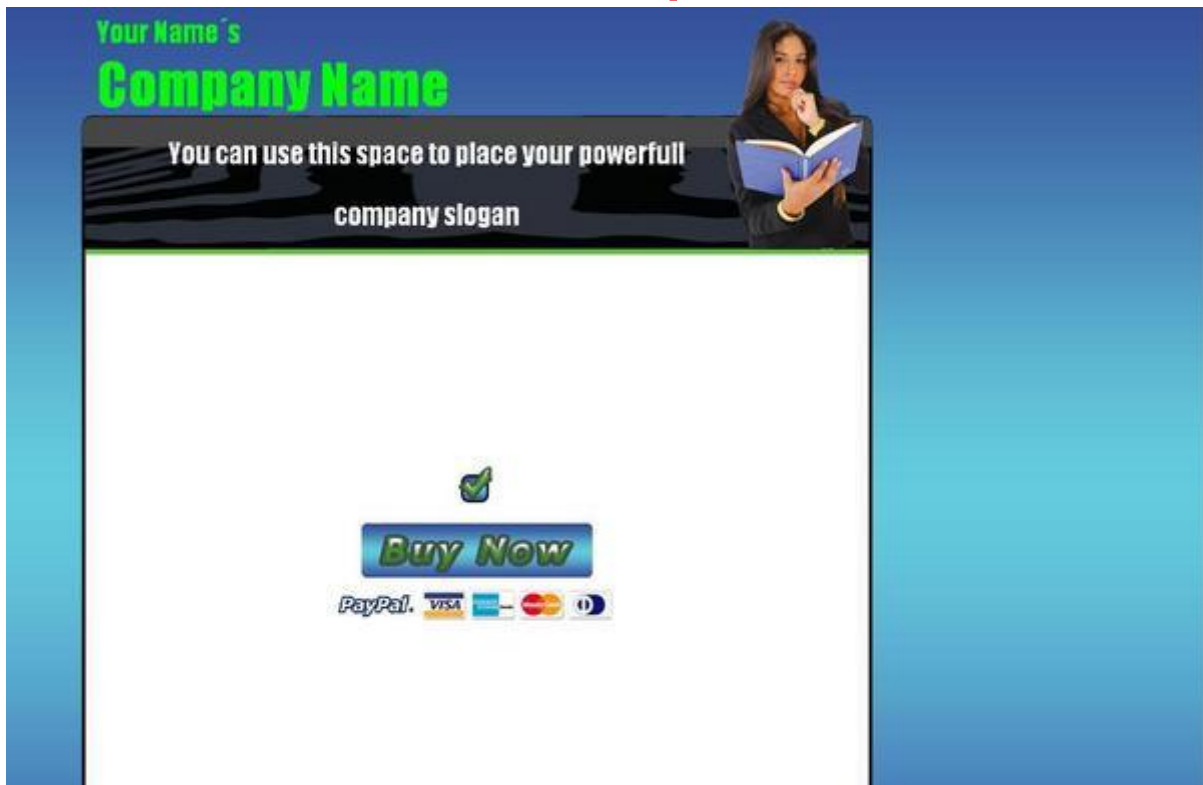 Your Name´s
Company Name
You can use this space to place your powerfull
company slogan
Buy Now
PayPal. VISA